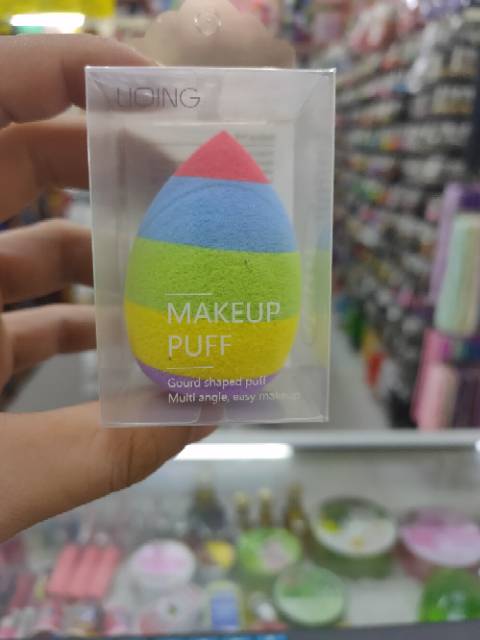 UOING
MAKEUP
PUFF
Gourd shaped puff
Multi angle, easy makeup